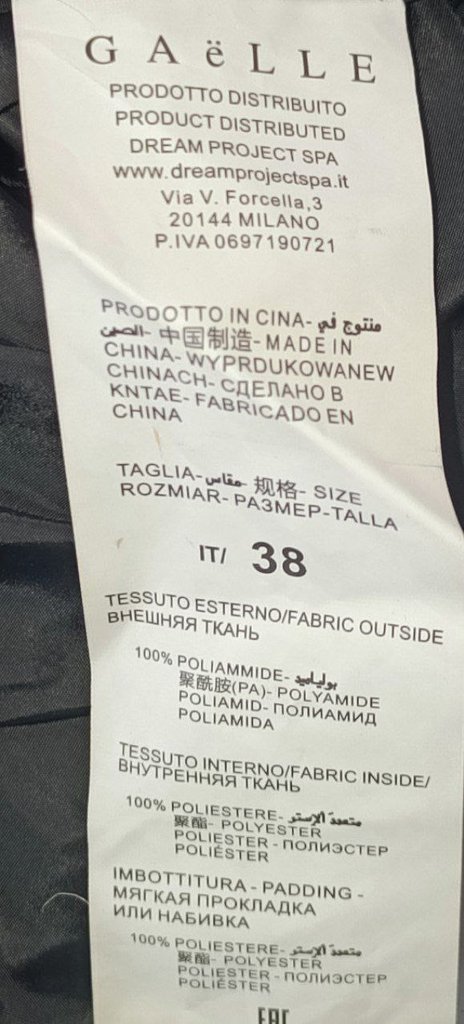 GAëLLE
PRODOTTO DISTRIBUITO
PRODUCT DISTRIBUTED
DREAM PROJECT SPA
www.dreamprojectspa.it
Via V. Forcella,3
20144 MILANO
P.IVA 0697190721
PRODOTTO IN CINA- منتوج في
الصين- 中国制造- MADE IN
CHINA- WYPRDUKOWANEW
CHINACH- СДЕЛАНО В
KNTAE- FABRICADO EN
CHINA
TAGLIA- مقاس- 规格- SIZE
ROZMIAR- РАЗМЕР-TALLA
IT/ 38
TESSUTO ESTERNO/FABRIC OUTSIDE
ВНЕШНЯЯ ТКАНЬ
100% POLIAMMIDE- بوليامید
聚酰胺(PA)- POLYAMIDE
POLIAMID- ПОЛИАМИД
POLIAMIDA
TESSUTO INTERNO/FABRIC INSIDE/
ВНУТРЕННЯЯ ТКАНЬ
100% POLIESTERE- متعددة الإستر
聚酯- POLYESTER
POLIESTER - ПОЛИЭСТЕР
POLIÉSTER
IMBOTTITURA - PADDING -
МЯГКАЯ ПРОКЛАДКА
ИЛИ НАБИВКА
100% POLIESTERE- متعددة الإستر
聚酯- POLYESTER
POLIESTER - ПОЛИЭСТЕР
POLIÉSTER
EAC